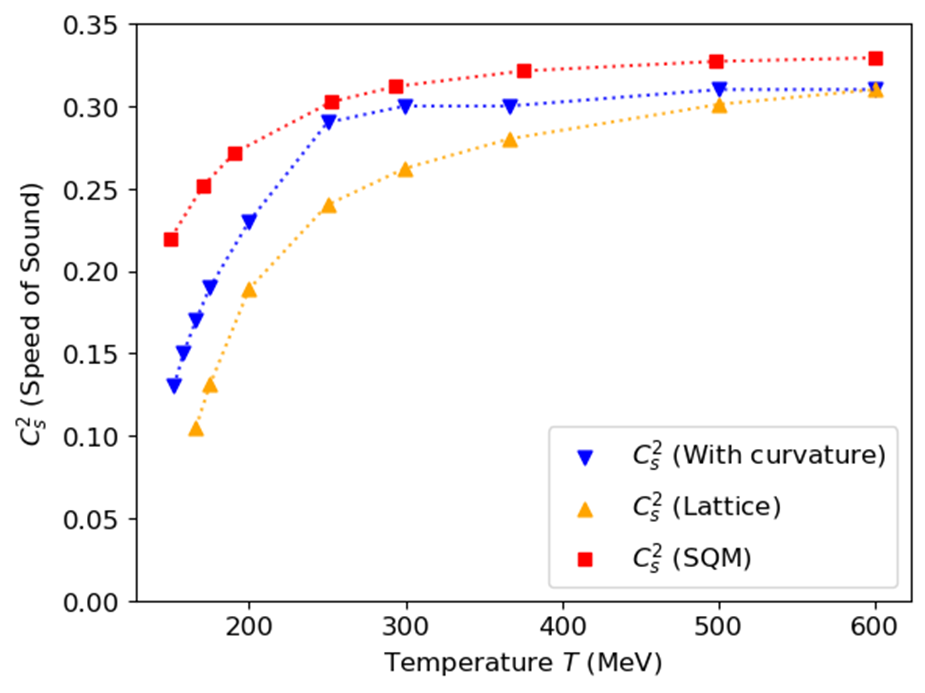 0.35
0.30
0.25
0.20
0.15
0.10
0.05
0.00
C_s^2 (Speed of Sound)
C_s^2 (With curvature)
C_s^2 (Lattice)
C_s^2 (SQM)
200 300 400 500 600
Temperature T (MeV)